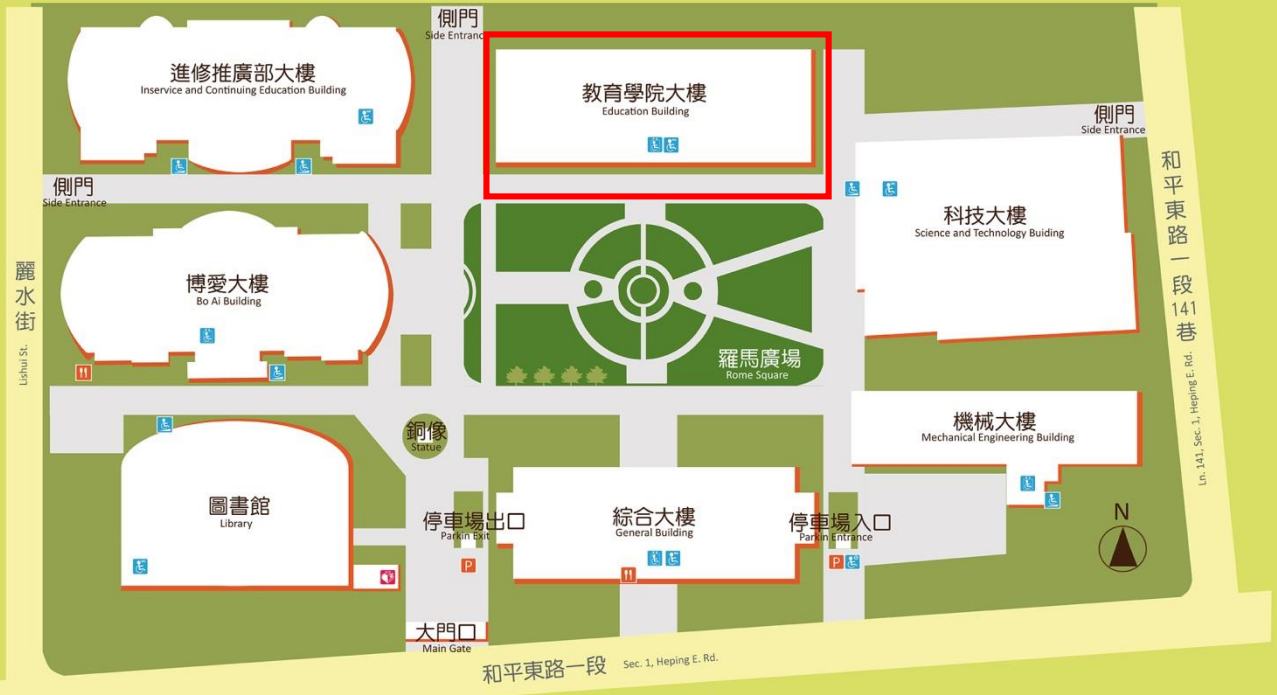 側門
Side Entranc
進修推廣部大樓
Inservice and Continuing Education Building
教育學院大樓
Education Building
側門
Side Entrance
側門
Side Entrance
科技大樓
Science and Technology Buiding
和平東路一段141巷
Ln. 141, Sec. 1, Heping E. Rd.
博愛大樓
Bo Ai Building
麗水街
Lishui St.
羅馬廣場
Rome Square
銅像
Statue
機械大樓
Mechanical Engineering Building
圖書館
Library
停車場出口
Parkin Exit
P
綜合大樓
General Building
停車場入口
Parkin Entrance
P
N
大門口
Main Gate
和平東路一段 Sec. 1, Heping E. Rd.